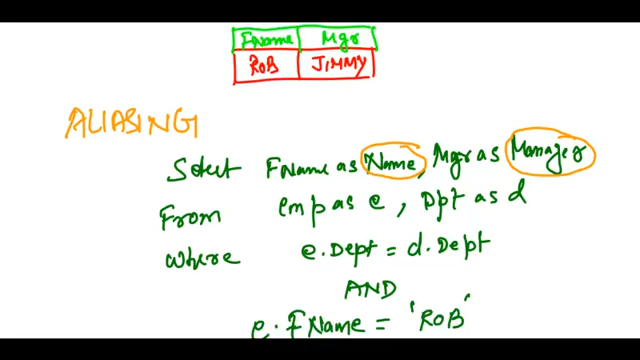 FName Mgr
ROB JIMMY
ALIASING
Select FName as Name, Mgr as Manager
From emp as e, Dpt as d
where e.Dept = d.Dept
AND
e.FName = 'ROB'